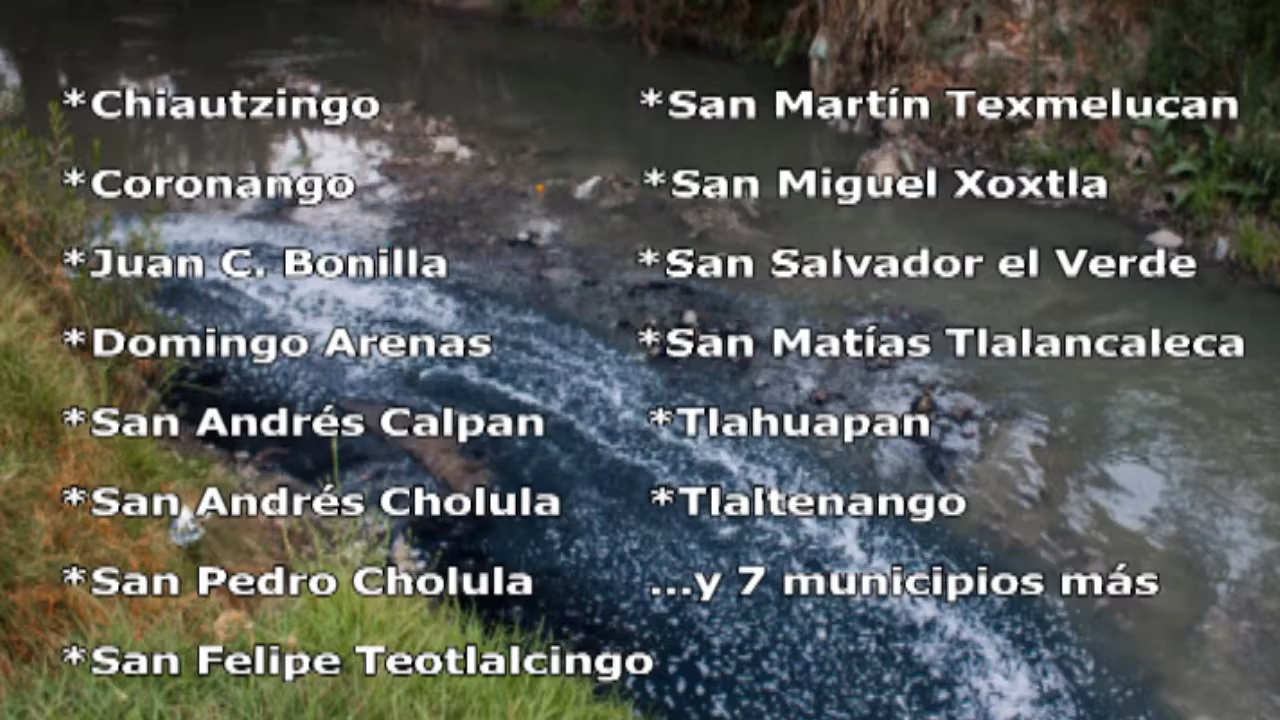 *Chiautzingo
*Coronango
*Juan C. Bonilla
*Domingo Arenas
*San Andrés Calpan
*San Andrés Cholula
*San Pedro Cholula
*San Felipe Teotlalcingo
*San Martín Texmelucan
*San Miguel Xoxtla
*San Salvador el Verde
*San Matías Tlalancaleca
*Tlahuapan
*Tlaltenango
...y 7 municipios más